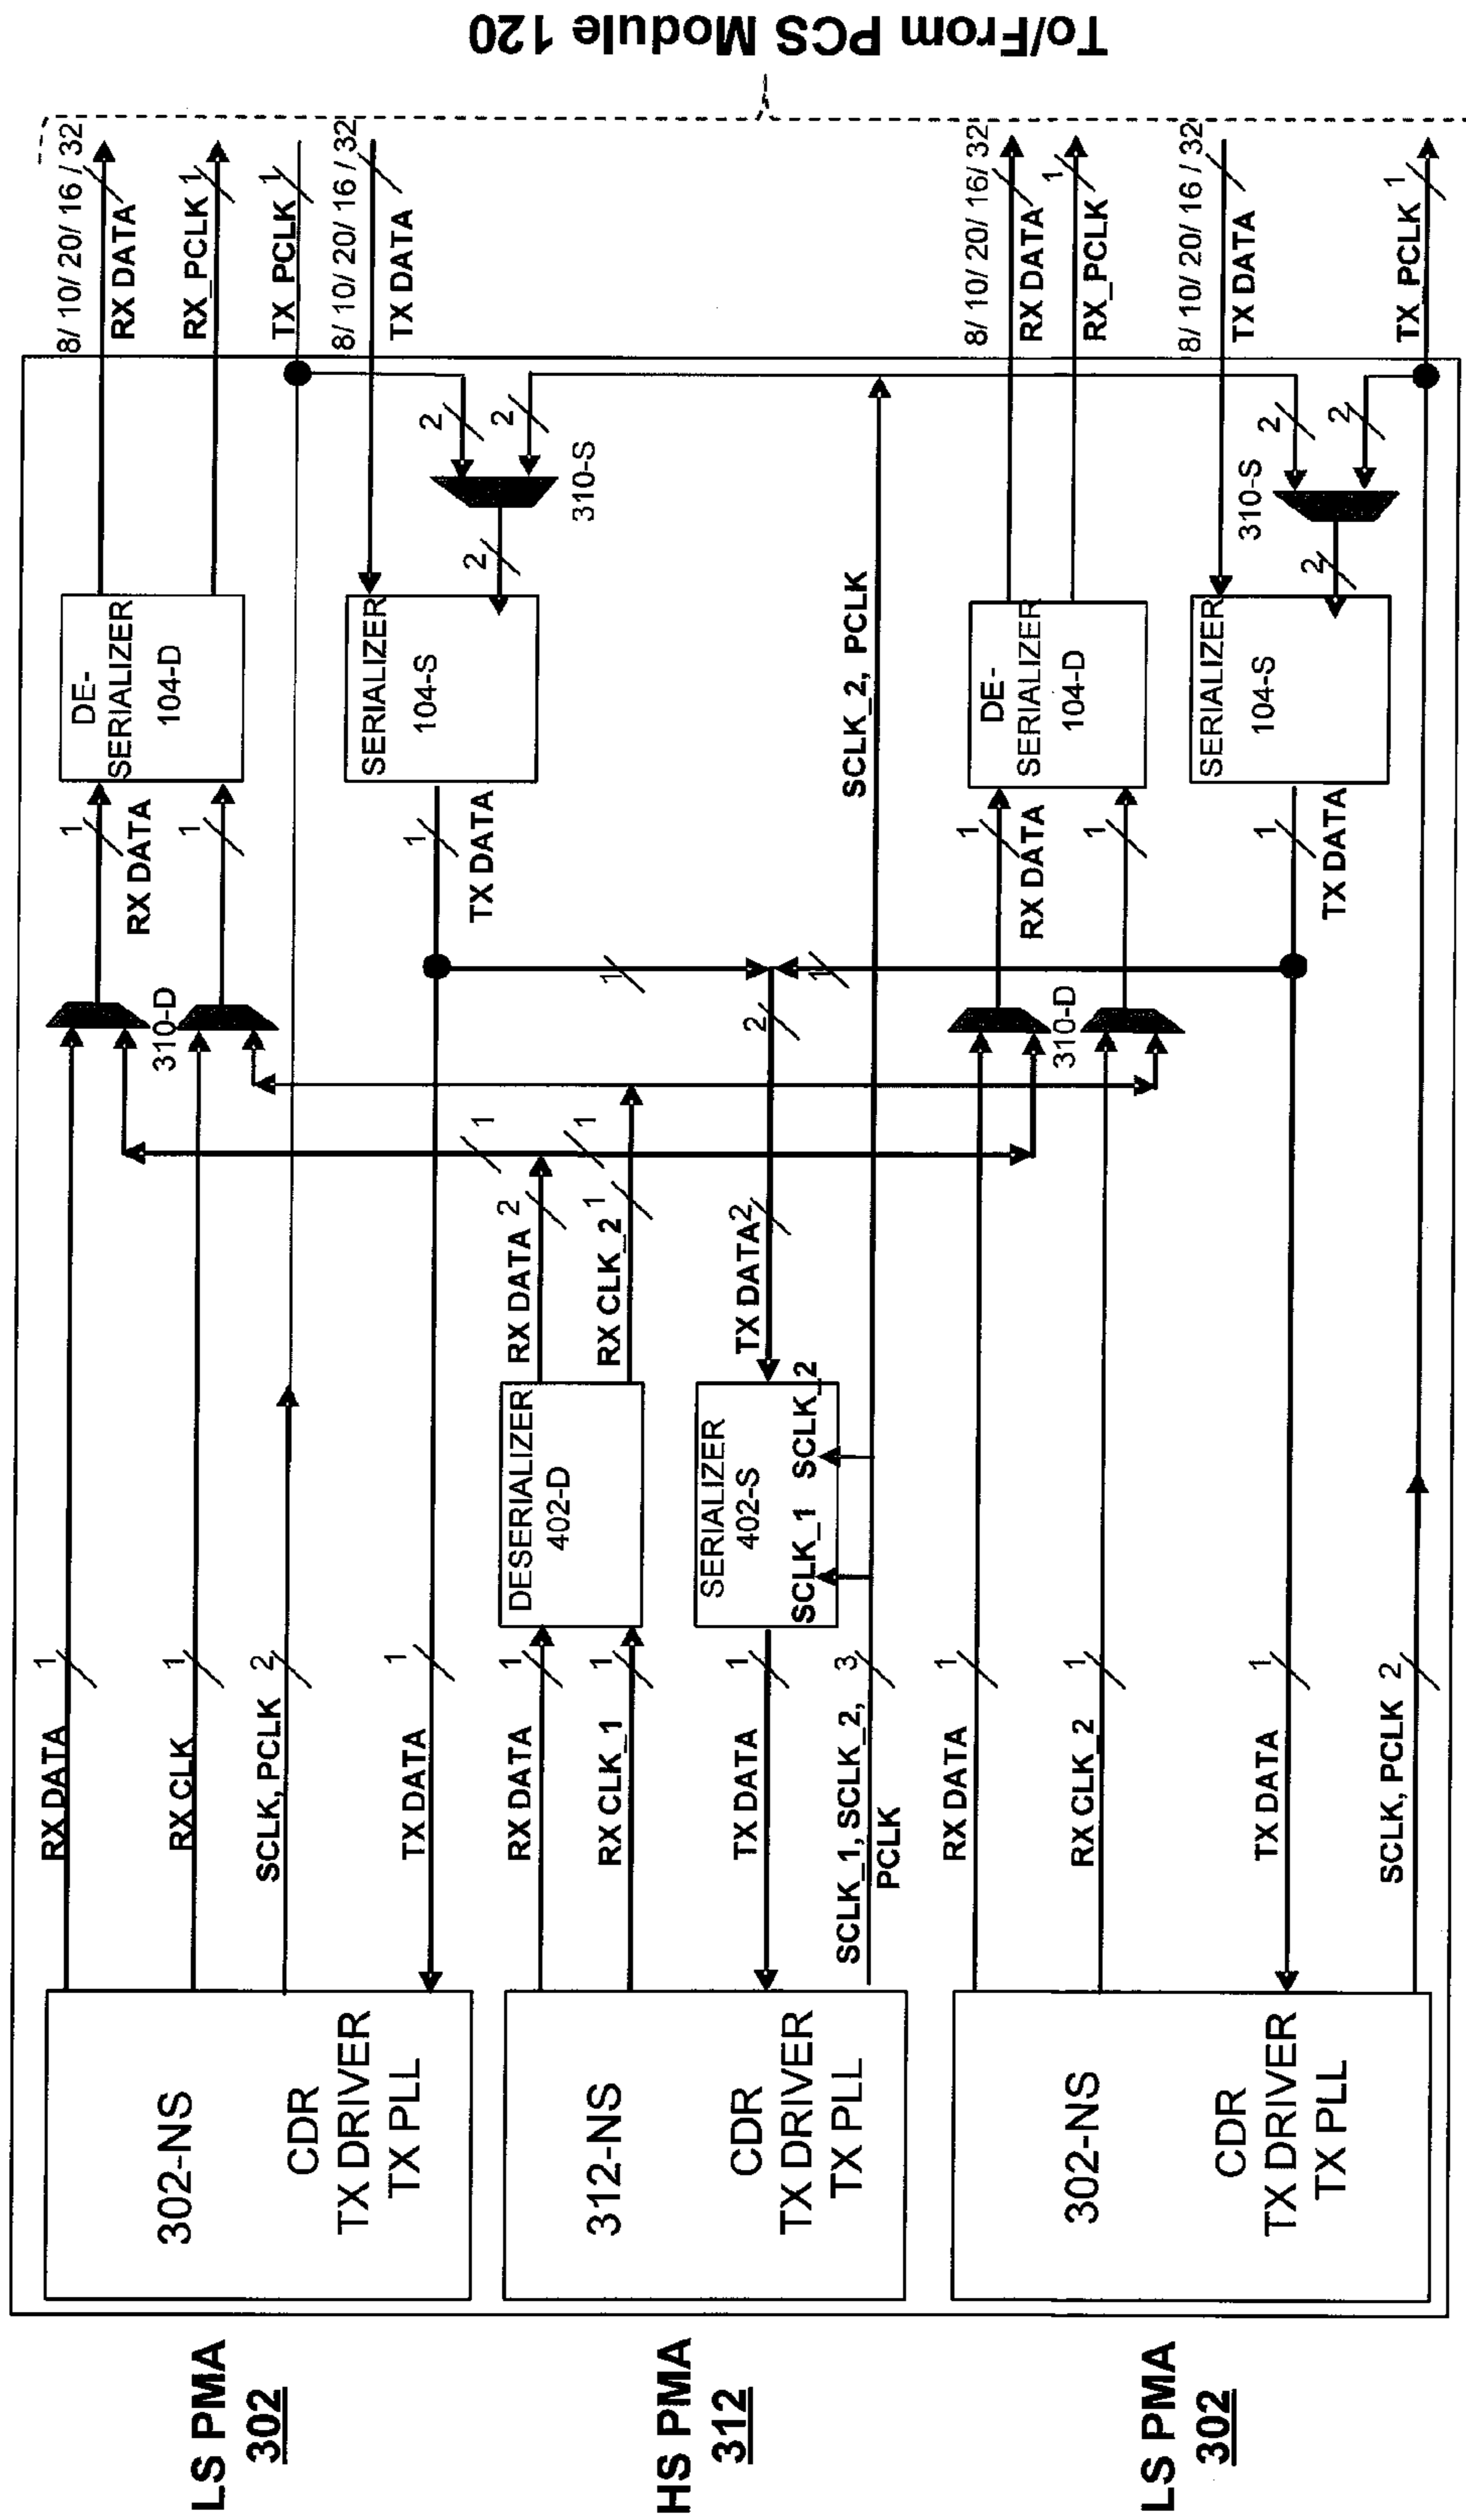 To/From PCS Module 120
LS PMA
302
302-NS
CDR
TX DRIVER
TX PLL
RX DATA
1
RX CLK
1
SCLK, PCLK
2
TX DATA
1
310-D
1
RX DATA
1
DE-
SERIALIZER
104-D
8/ 10/ 20/ 16 / 32
RX DATA
RX_PCLK
1
TX_PCLK
1
8/ 10/ 20/ 16 / 32
TX DATA
SERIALIZER
104-S
1
TX DATA
2
2
2
310-S
HS PMA
312
312-NS
CDR
TX DRIVER
TX PLL
RX DATA
1
RX CLK_1
1
TX DATA
1
SCLK_1, SCLK_2,
PCLK
3
DESERIALIZER
402-D
SERIALIZER
402-S
SCLK_1 SCLK_2
RX DATA
2
RX CLK_2
1
TX DATA
2
1
1
2
1
1
SCLK_2, PCLK
LS PMA
302
302-NS
CDR
TX DRIVER
TX PLL
RX DATA
1
RX CLK_2
1
TX DATA
1
SCLK, PCLK
2
310-D
1
RX DATA
1
DE-
SERIALIZER
104-D
8/ 10/ 20/ 16/ 32
RX DATA
1
RX_PCLK
8/ 10/ 20/ 16 / 32
TX DATA
SERIALIZER
104-S
1
TX DATA
2
310-S
2
2
TX_PCLK
1